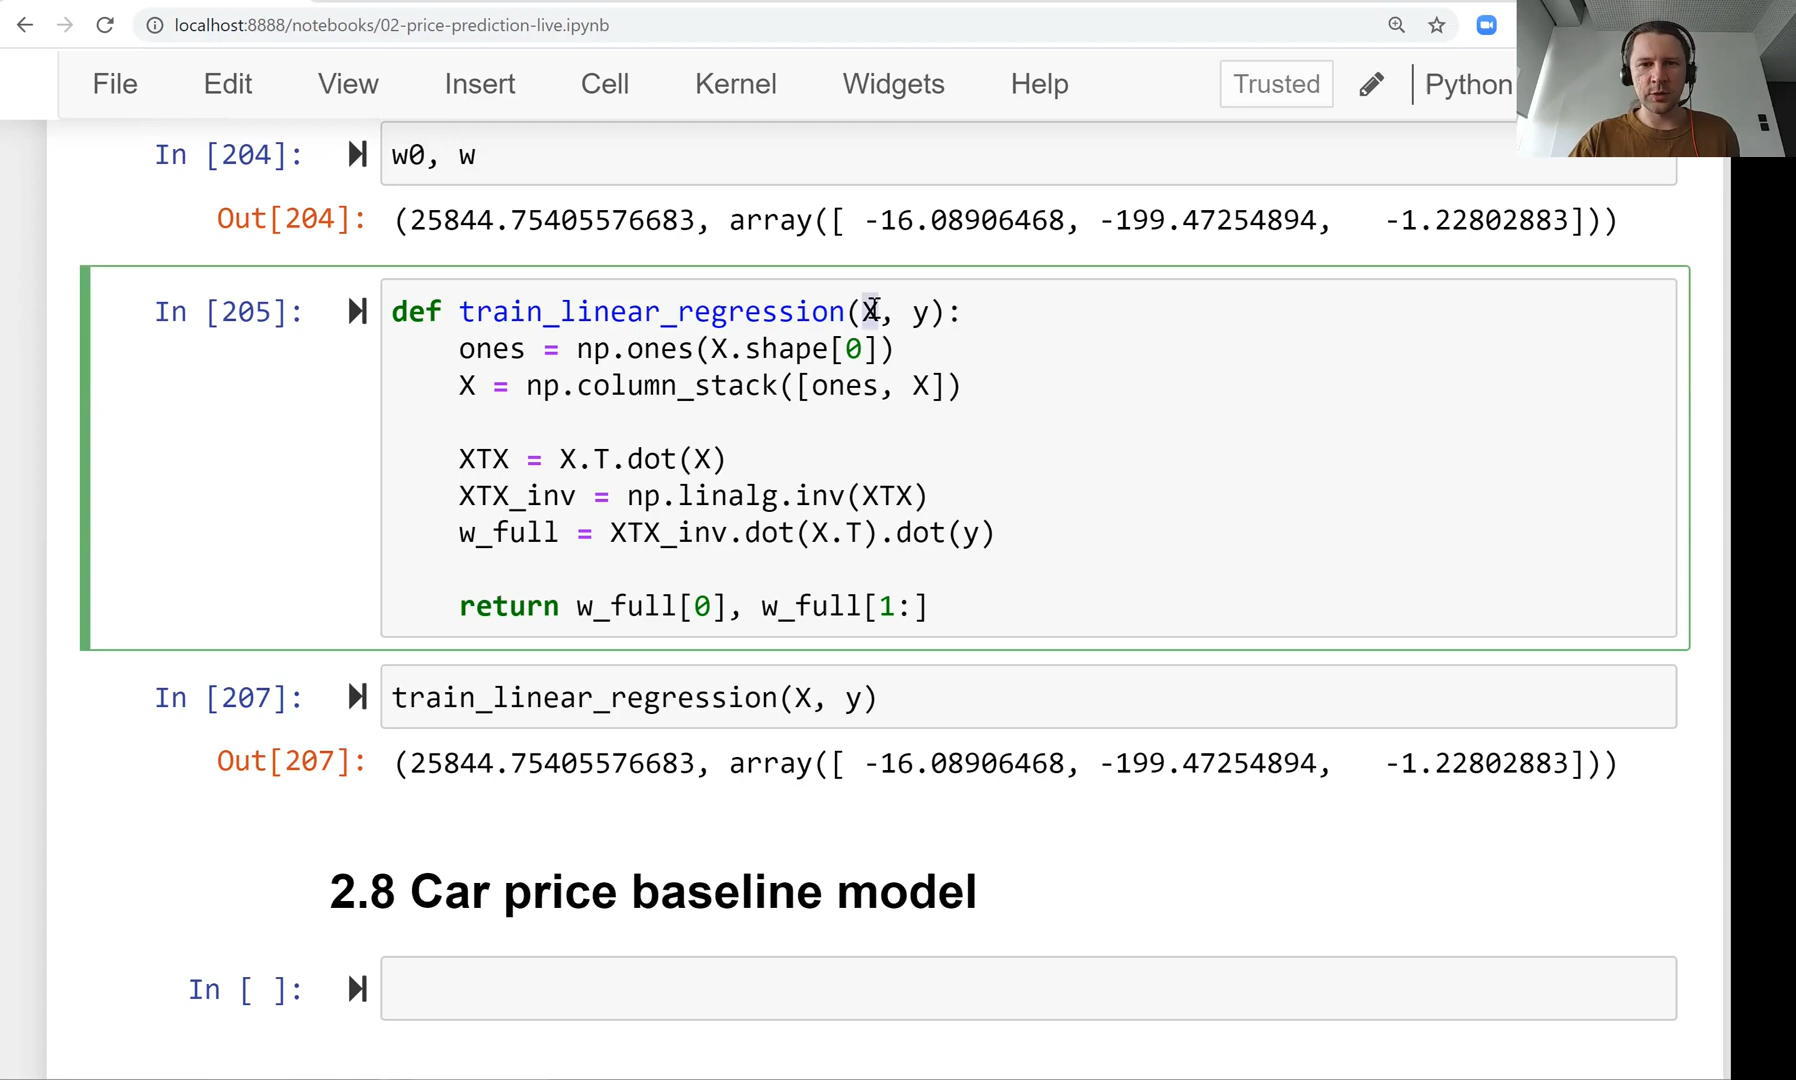 localhost:8888/notebooks/02-price-prediction-live.ipynb
File Edit View Insert Cell Kernel Widgets Help Trusted Python
In [204]: w0, w
Out[204]: (25844.75405576683, array([ -16.08906468, -199.47254894,   -1.22802883]))
In [205]: def train_linear_regression(X, y):
ones = np.ones(X.shape[0])
X = np.column_stack([ones, X])
XTX = X.T.dot(X)
XTX_inv = np.linalg.inv(XTX)
w_full = XTX_inv.dot(X.T).dot(y)
return w_full[0], w_full[1:]
In [207]: train_linear_regression(X, y)
Out[207]: (25844.75405576683, array([ -16.08906468, -199.47254894,   -1.22802883]))
2.8 Car price baseline model
In [ ]: